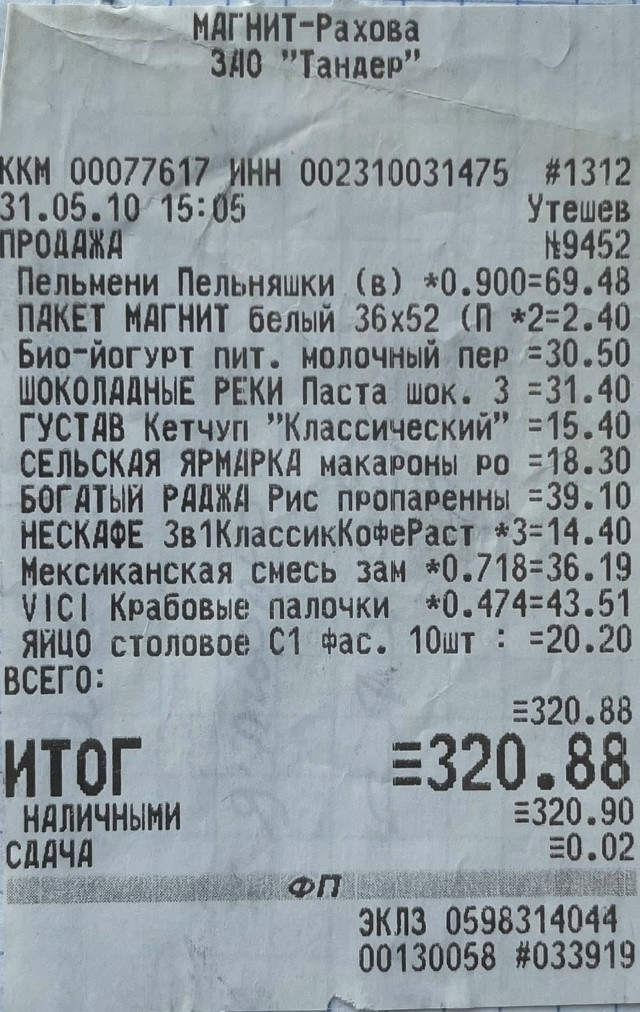 МАГНИТ-Рахова
ЗАО "Тандер"
ККМ 00077617 ИНН 002310031475 #1312
31.05.10 15:05 Утешев
ПРОДАЖА №9452
Пельмени Пельняшки (в) *0.900=69.48
ПАКЕТ МАГНИТ белый 36х52 (П *2=2.40
Био-йогурт пит. молочный пер =30.50
ШОКОЛАДНЫЕ РЕКИ Паста шок. 3 =31.40
ГУСТАВ Кетчуп "Классический" =15.40
СЕЛЬСКАЯ ЯРМАРКА макароны ро =18.30
БОГАТЫЙ РАДЖА Рис пропаренны =39.10
НЕСКАФЕ 3в1КлассикКофеРаст *3=14.40
Мексиканская смесь зам *0.718=36.19
VICI Крабовые палочки *0.474=43.51
ЯЙЦО столовое С1 фас. 10шт : =20.20
ВСЕГО:
≡320.88
ИТОГ ≡320.88
НАЛИЧНЫМИ ≡320.90
СДАЧА ≡0.02
ФП
ЭКЛЗ 0598314044
00130058 #033919